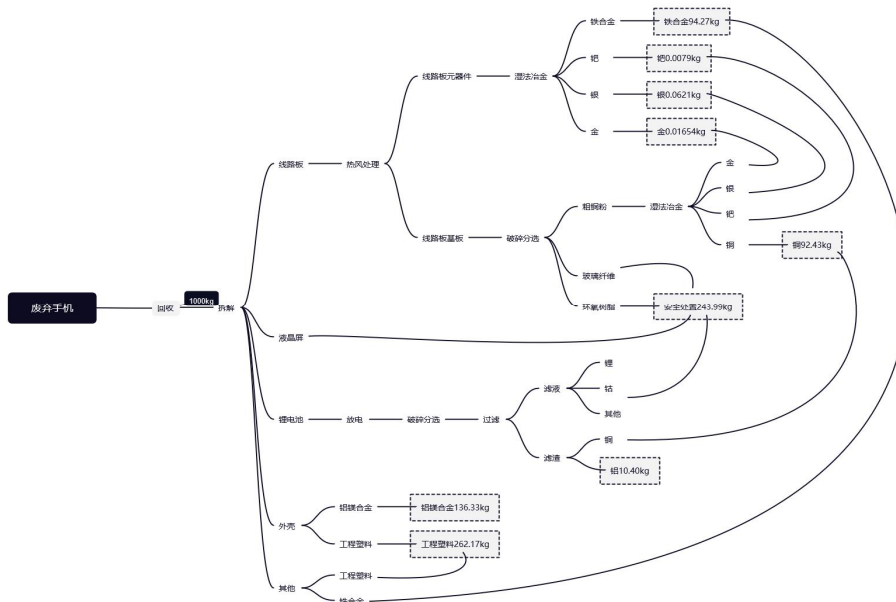 废弃手机
回收
1000kg
拆解
线路板
热风处理
线路板元器件
湿法冶金
铁合金
铁合金94.27kg
钯
钯0.0079kg
银
银0.0621kg
金
金0.01654kg
线路板基板
破碎分选
粗铜粉
湿法冶金
金
银
钯
铜
铜92.43kg
玻璃纤维
环氧树脂
安全处置243.99kg
液晶屏
锂电池
放电
破碎分选
过滤
滤液
锂
钴
其他
滤渣
铜
铝10.40kg
外壳
铝镁合金
铝镁合金136.33kg
工程塑料
工程塑料262.17kg
其他
工程塑料
铁合金